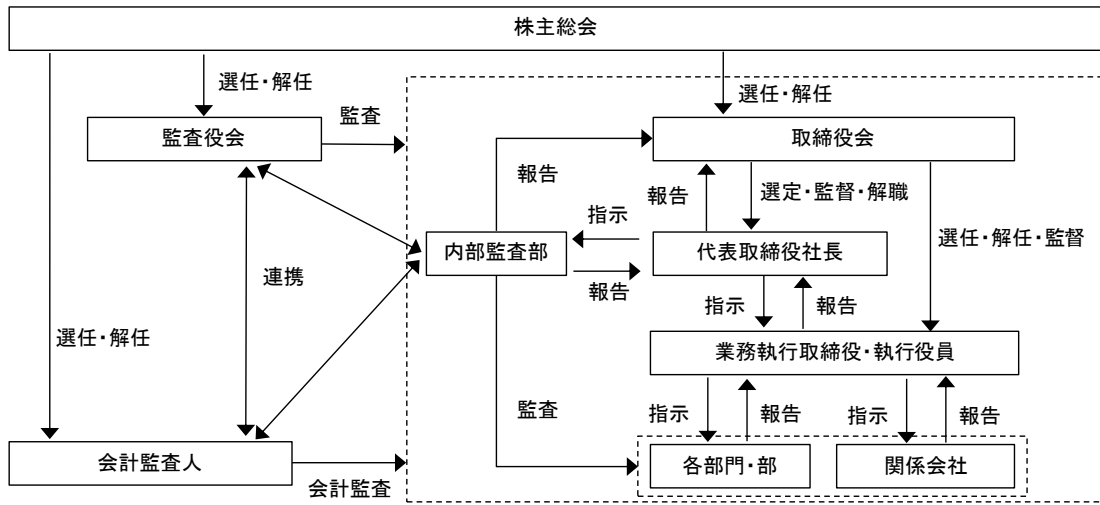 株主総会
選任・解任
選任・解任
監査役会
監査
取締役会
報告
報告
選定・監督・解職
指示
内部監査部
代表取締役社長
選任・解任・監督
連携
報告
指示
報告
選任・解任
業務執行取締役・執行役員
監査
指示
報告
指示
報告
会計監査人
会計監査
各部門・部
関係会社